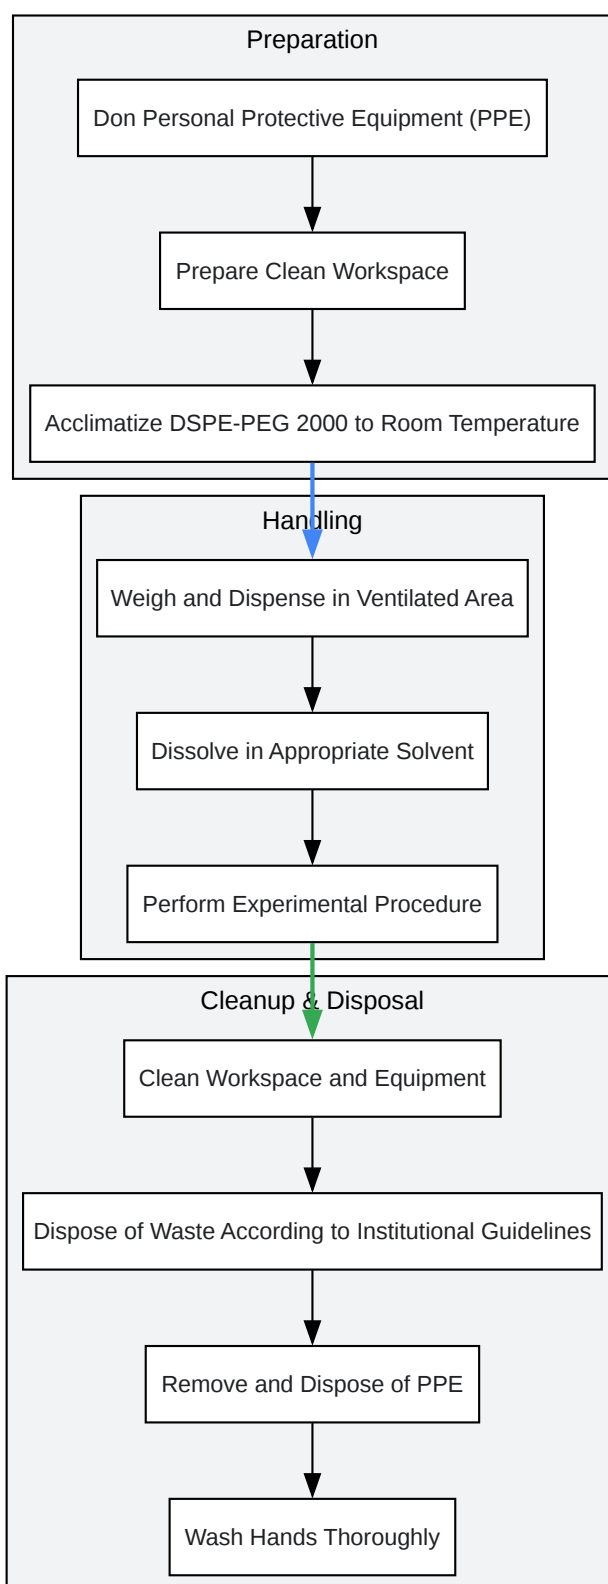 Preparation
Don Personal Protective Equipment (PPE)
Prepare Clean Workspace
Acclimatize DSPE-PEG 2000 to Room Temperature
Handling
Weigh and Dispense in Ventilated Area
Dissolve in Appropriate Solvent
Perform Experimental Procedure
Cleanup & Disposal
Clean Workspace and Equipment
Dispose of Waste According to Institutional Guidelines
Remove and Dispose of PPE
Wash Hands Thoroughly